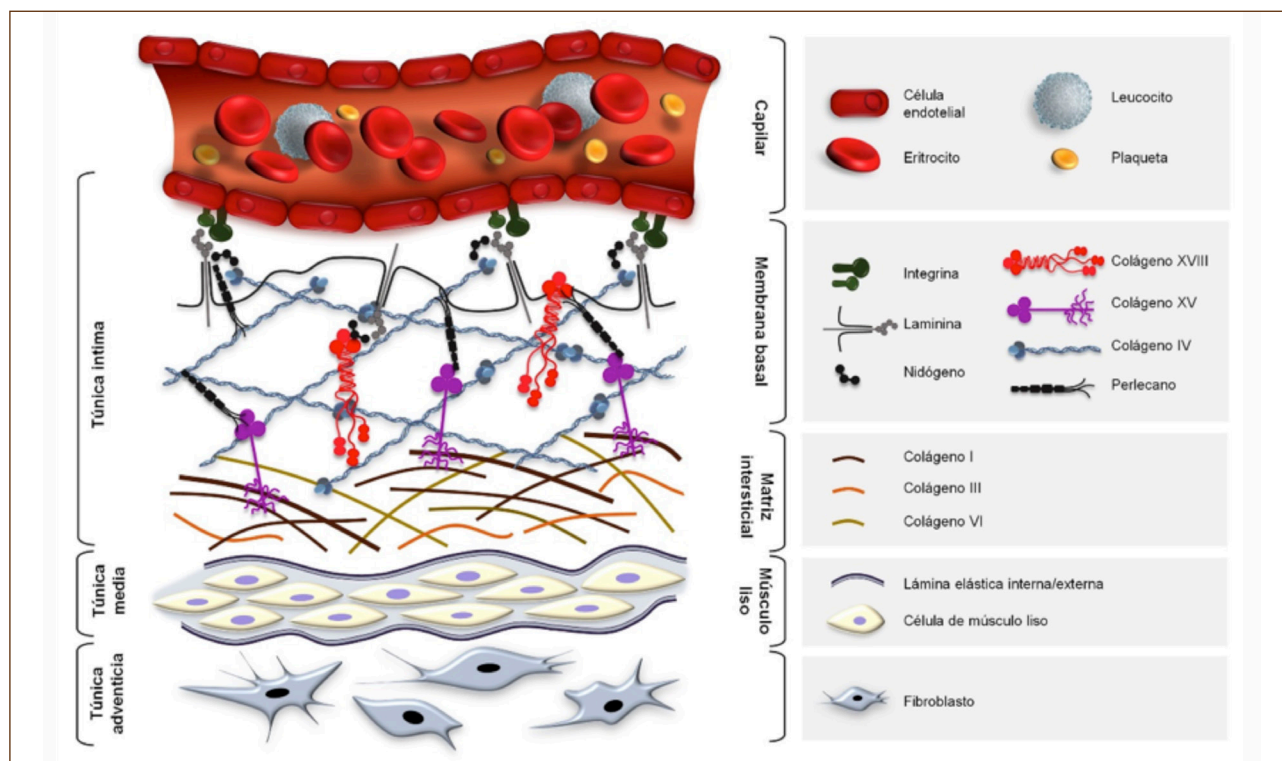 Túnica íntima
Túnica
media
Túnica
adventicia
Capilar
Membrana basal
Matriz
intersticial
Músculo
liso
Célula
endotelial
Leucocito
Eritrocito
Plaqueta
Integrina
Colágeno XVIII
Laminina
Colágeno XV
Colágeno IV
Nidógeno
Perlecano
Colágeno I
Colágeno III
Colágeno VI
Lámina elástica interna/externa
Célula de músculo liso
Fibroblasto